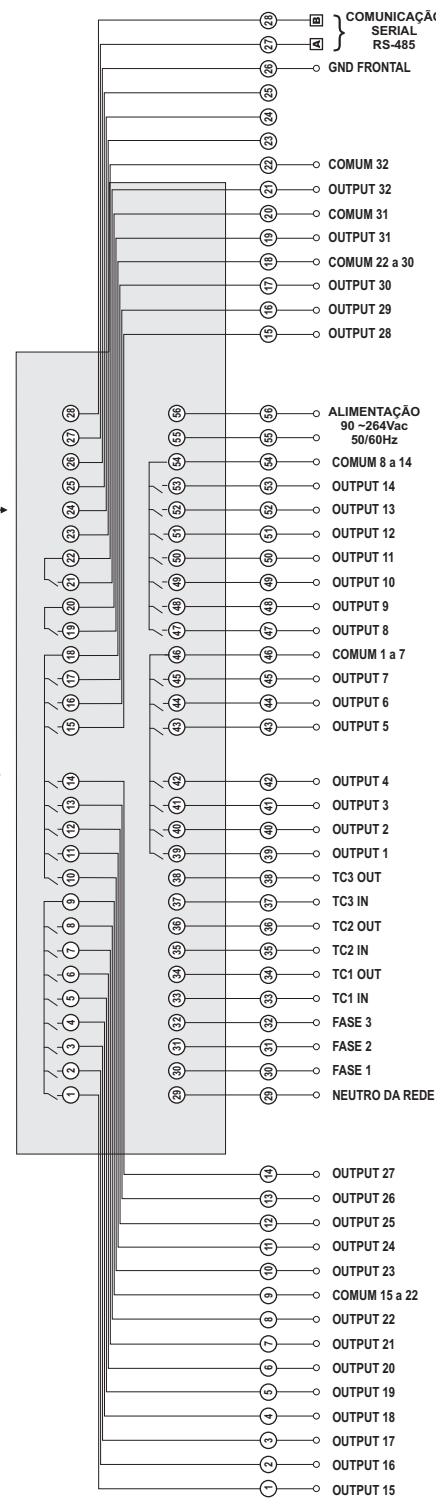 28 B COMUNICAÇÃO
SERIAL
27 A RS-485
26 GND FRONTAL
25
24
23
22 COMUM 32
21 OUTPUT 32
20 COMUM 31
19 OUTPUT 31
18 COMUM 22 a 30
17 OUTPUT 30
16 OUTPUT 29
15 OUTPUT 28
28 56 56 ALIMENTAÇÃO
90 ~264Vac
27 55 55 50/60Hz
26 54 54 COMUM 8 a 14
25 53 53 OUTPUT 14
24 52 52 OUTPUT 13
23 51 51 OUTPUT 12
22 50 50 OUTPUT 11
21 49 49 OUTPUT 10
20 48 48 OUTPUT 9
19 47 47 OUTPUT 8
18 46 46 COMUM 1 a 7
17 45 45 OUTPUT 7
16 44 44 OUTPUT 6
15 43 43 OUTPUT 5
14 42 42 OUTPUT 4
13 41 41 OUTPUT 3
12 40 40 OUTPUT 2
11 39 39 OUTPUT 1
10 38 38 TC3 OUT
9 37 37 TC3 IN
8 36 36 TC2 OUT
7 35 35 TC2 IN
6 34 34 TC1 OUT
5 33 33 TC1 IN
4 32 32 FASE 3
3 31 31 FASE 2
2 30 30 FASE 1
1 29 29 NEUTRO DA REDE
14 OUTPUT 27
13 OUTPUT 26
12 OUTPUT 25
11 OUTPUT 24
10 OUTPUT 23
9 COMUM 15 a 22
8 OUTPUT 22
7 OUTPUT 21
6 OUTPUT 20
5 OUTPUT 19
4 OUTPUT 18
3 OUTPUT 17
2 OUTPUT 16
1 OUTPUT 15